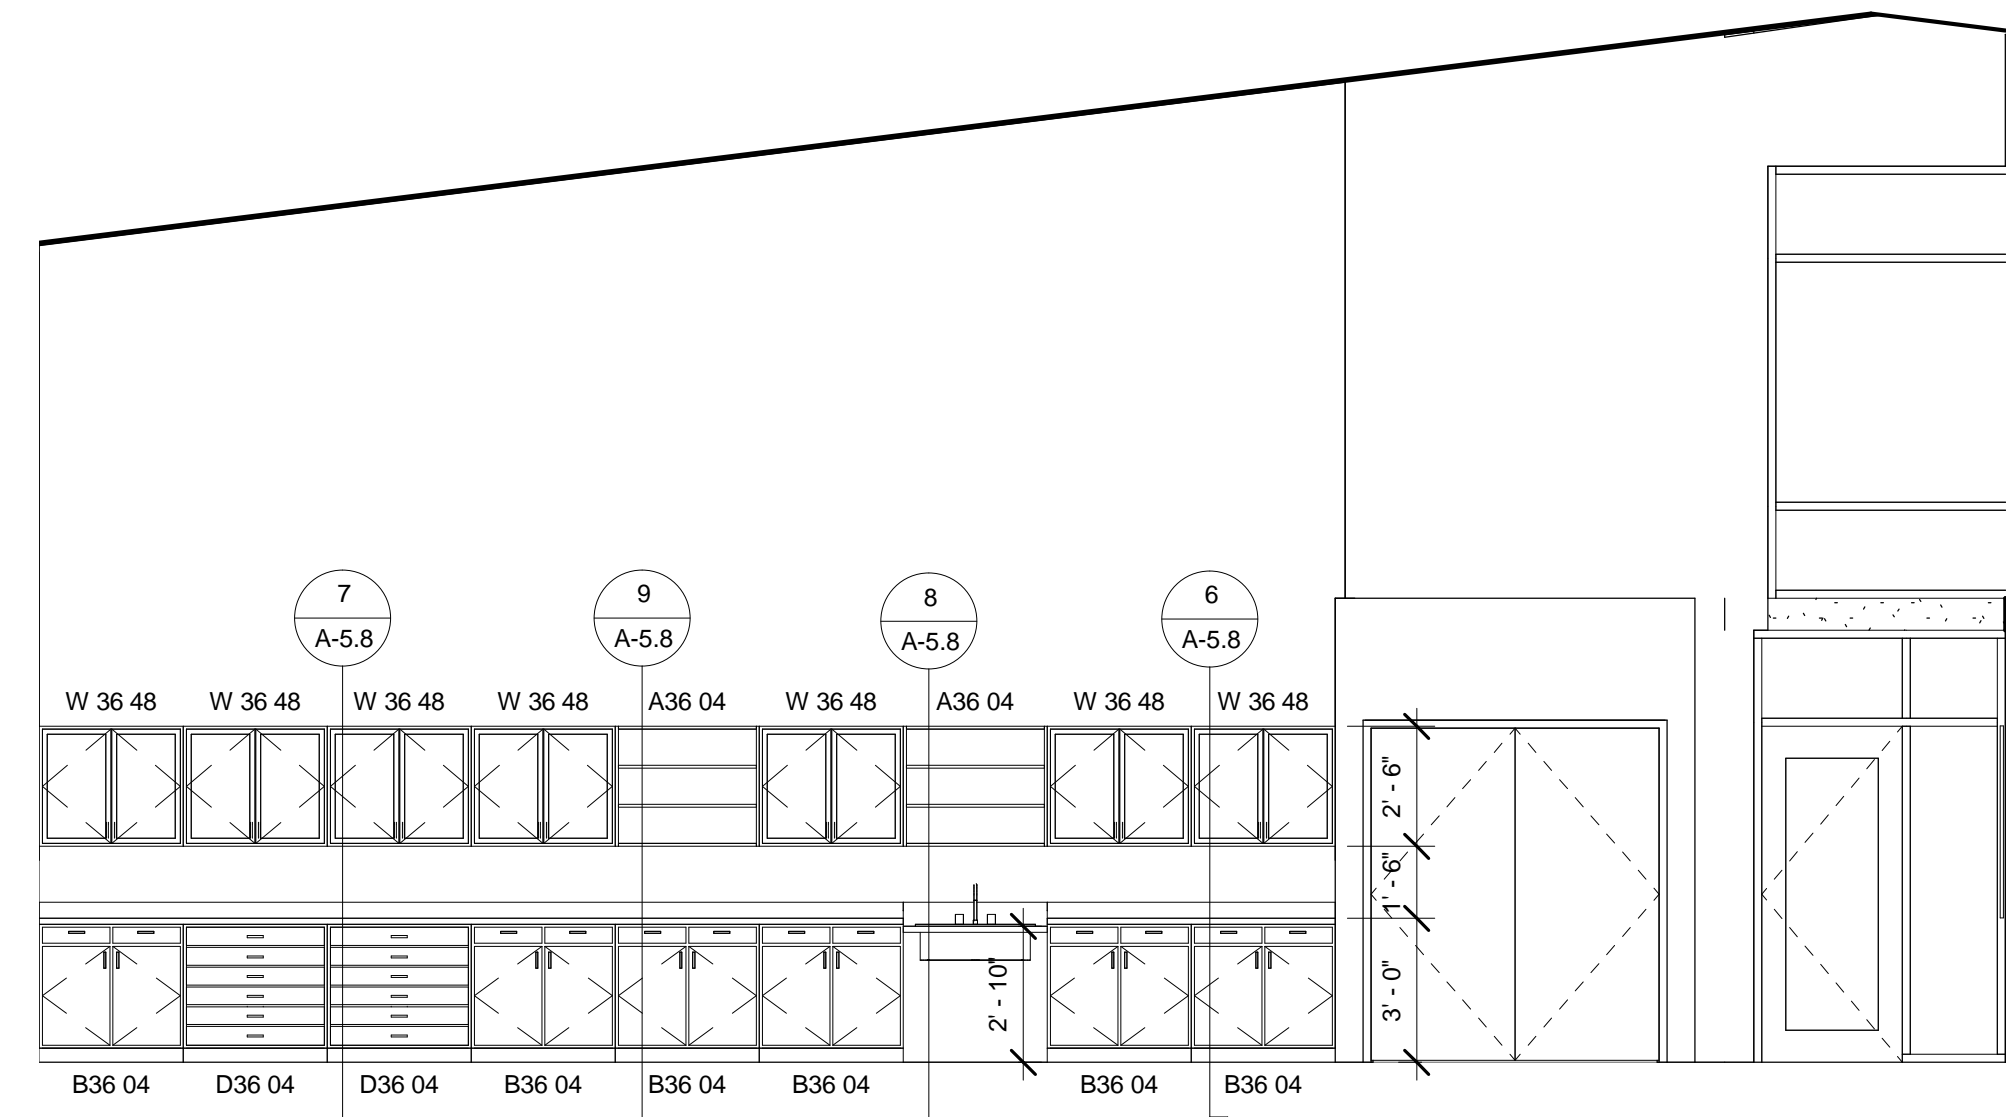 7
A-5.8
9
A-5.8
8
A-5.8
6
A-5.8
W 36 48
W 36 48
W 36 48
W 36 48
A36 04
W 36 48
A36 04
W 36 48
W 36 48
2' - 6"
1' - 6"
3' - 0"
2' - 10"
B36 04
D36 04
D36 04
B36 04
B36 04
B36 04
B36 04
B36 04